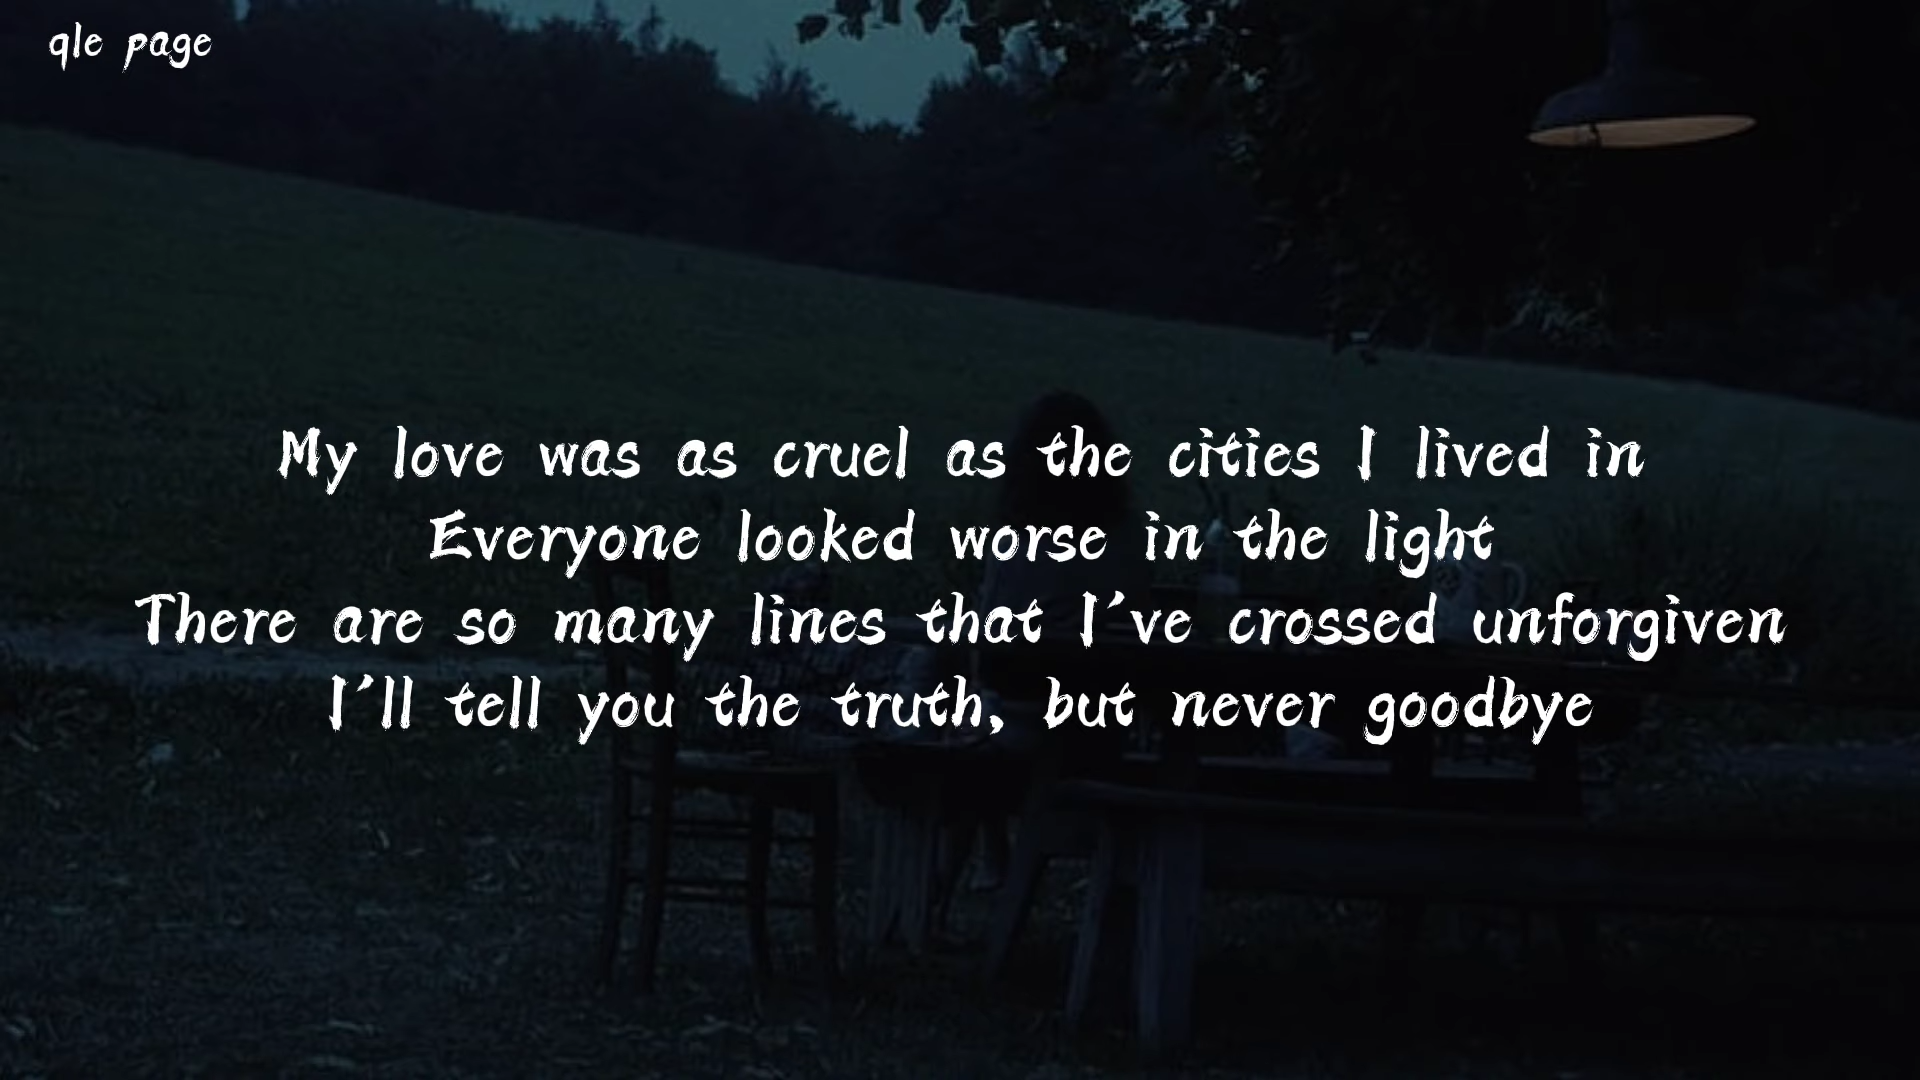 qle page
My love was as cruel as the cities I lived in
Everyone looked worse in the light
There are so many lines that I've crossed unforgiven
I'll tell you the truth, but never goodbye